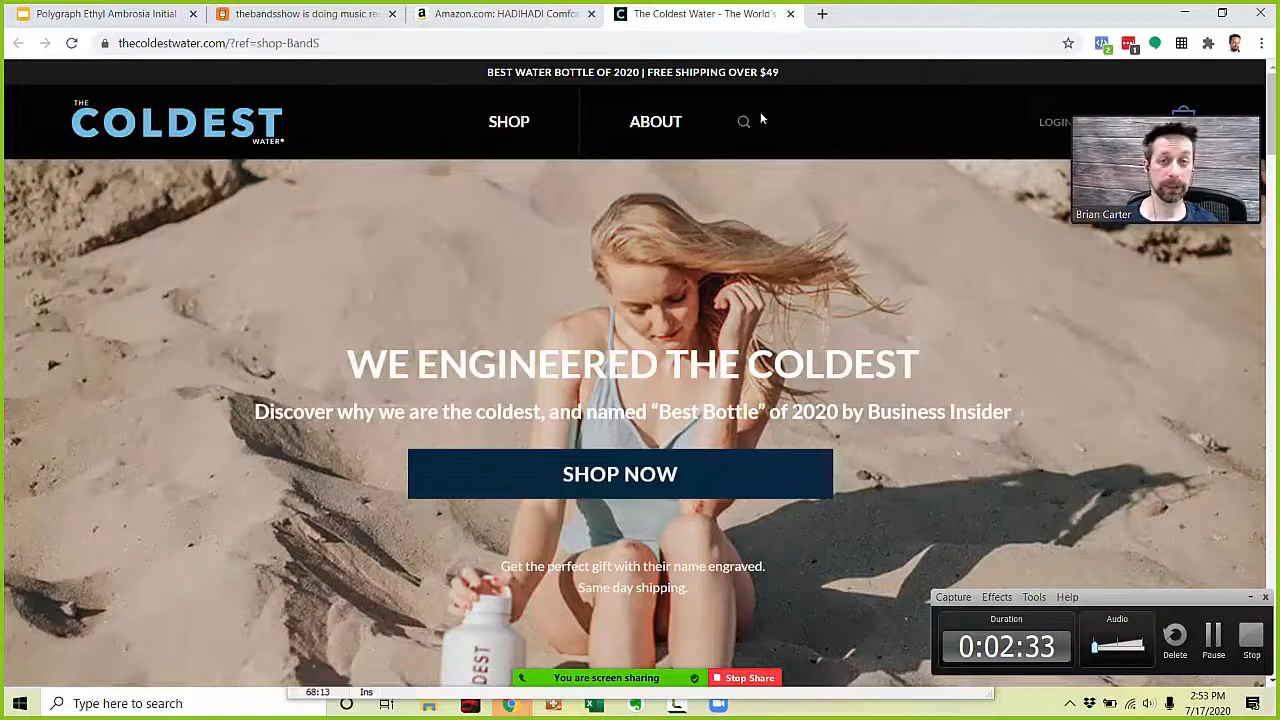 Polygraph Ethyl Ambrosia Initial
thebandsshow is doing music re
Amazon.com: HADIHADI Comfo
The Coldest Water - The World's
thecoldestwater.com/?ref=shop-BandS
2
1
BEST WATER BOTTLE OF 2020 | FREE SHIPPING OVER $49
THE
COLDEST
WATER®
SHOP
ABOUT
LOGIN
Brian Carter
WE ENGINEERED THE COLDEST
Discover why we are the coldest, and named “Best Bottle” of 2020 by Business Insider
SHOP NOW
Get the perfect gift with their name engraved.
Same day shipping.
DEST
Capture Effects Tools Help
Duration
0:02:33
Audio
Delete
Pause
Stop
You are screen sharing
Stop Share
68:13 Ins
Type here to search
2:53 PM
7/17/2020